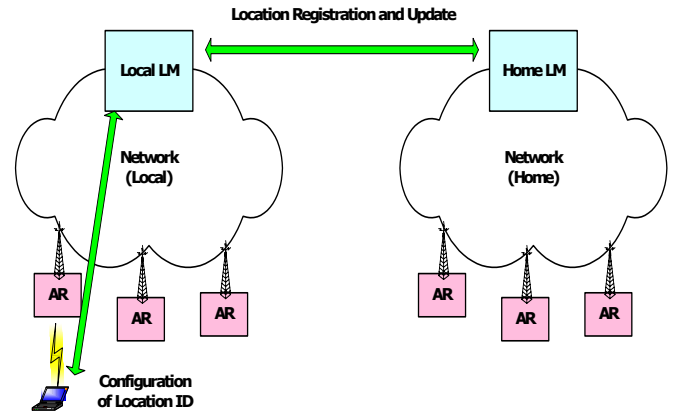 Location Registration and Update
Local LM
Home LM
Network
(Local)
Network
(Home)
AR
AR
AR
AR
AR
AR
Configuration
of Location ID